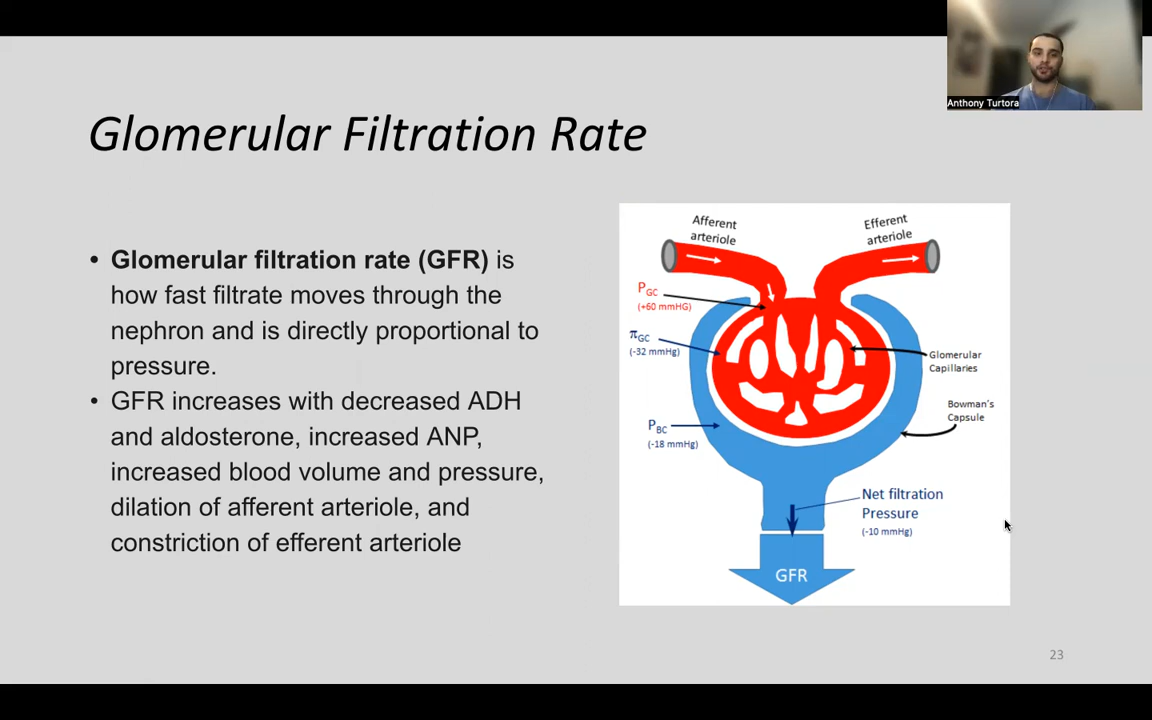 Anthony Turtora
Glomerular Filtration Rate
• Glomerular filtration rate (GFR) is
how fast filtrate moves through the
nephron and is directly proportional to
pressure.
• GFR increases with decreased ADH
and aldosterone, increased ANP,
increased blood volume and pressure,
dilation of afferent arteriole, and
constriction of efferent arteriole
Afferent
arteriole
Efferent
arteriole
PGC
(+60 mmHG)
πGC
(-32 mmHg)
Glomerular
Capillaries
Bowman's
Capsule
PBC
(-18 mmHg)
Net filtration
Pressure
(-10 mmHg)
GFR
23